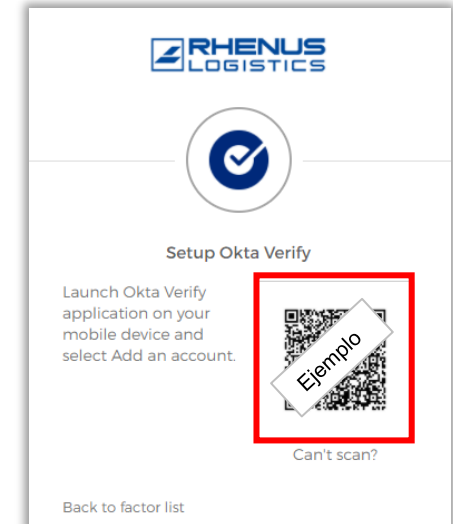 RHENUS
LOGISTICS
Setup Okta Verify
Launch Okta Verify
application on your
mobile device and
select Add an account.
Ejemplo
Can't scan?
Back to factor list